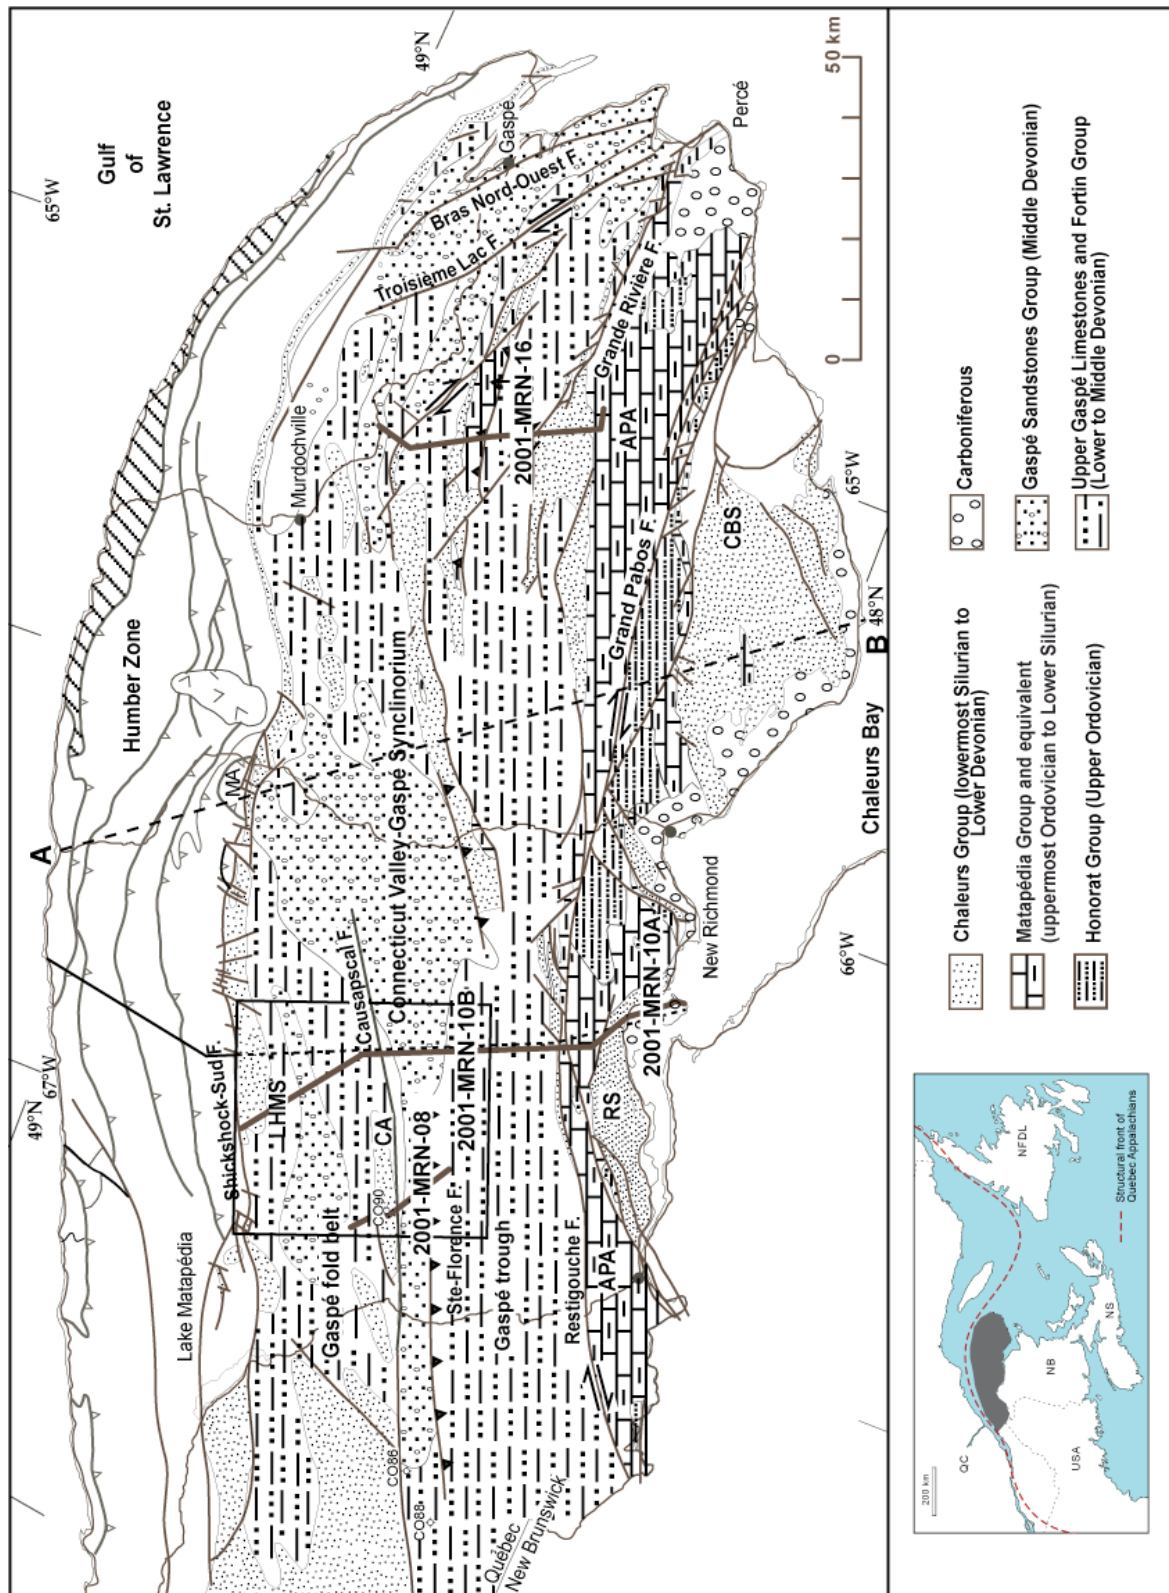 65°W
49°N
Gulf
of
St. Lawrence
50 km
0
Percé
Gaspé
Bras Nord-Ouest F.
Troisième Lac F.
Grande Rivière F.
2001-MRN-16
APA
Murdochville
Humber Zone
Grand Pabos F.
CBS
65°W
48°N
B
Chaleurs Bay
A
MA
Connecticut Valley-Gaspé Synclinorium
Causapscal F.
New Richmond
66°W
2001-MRN-10A
2001-MRN-10B
2001-MRN-08
67°W
49°N
Shickshock-Sud F.
LHMS
CA
CO90
RS
Lake Matapédia
Gaspé fold belt
Ste-Florence F.
Gaspé trough
Restigouche F.
APA
CO86
CO88
Québec
New Brunswick
Chaleurs Group (lowermost Silurian to
Lower Devonian)
Matapédia Group and equivalent
(uppermost Ordovician to Lower Silurian)
Honorat Group (Upper Ordovician)
Carboniferous
Gaspé Sandstones Group (Middle Devonian)
Upper Gaspé Limestones and Fortin Group
(Lower to Middle Devonian)
200 km
QC
NFDL
NB
NS
USA
Structural front of
Quebec Appalachians